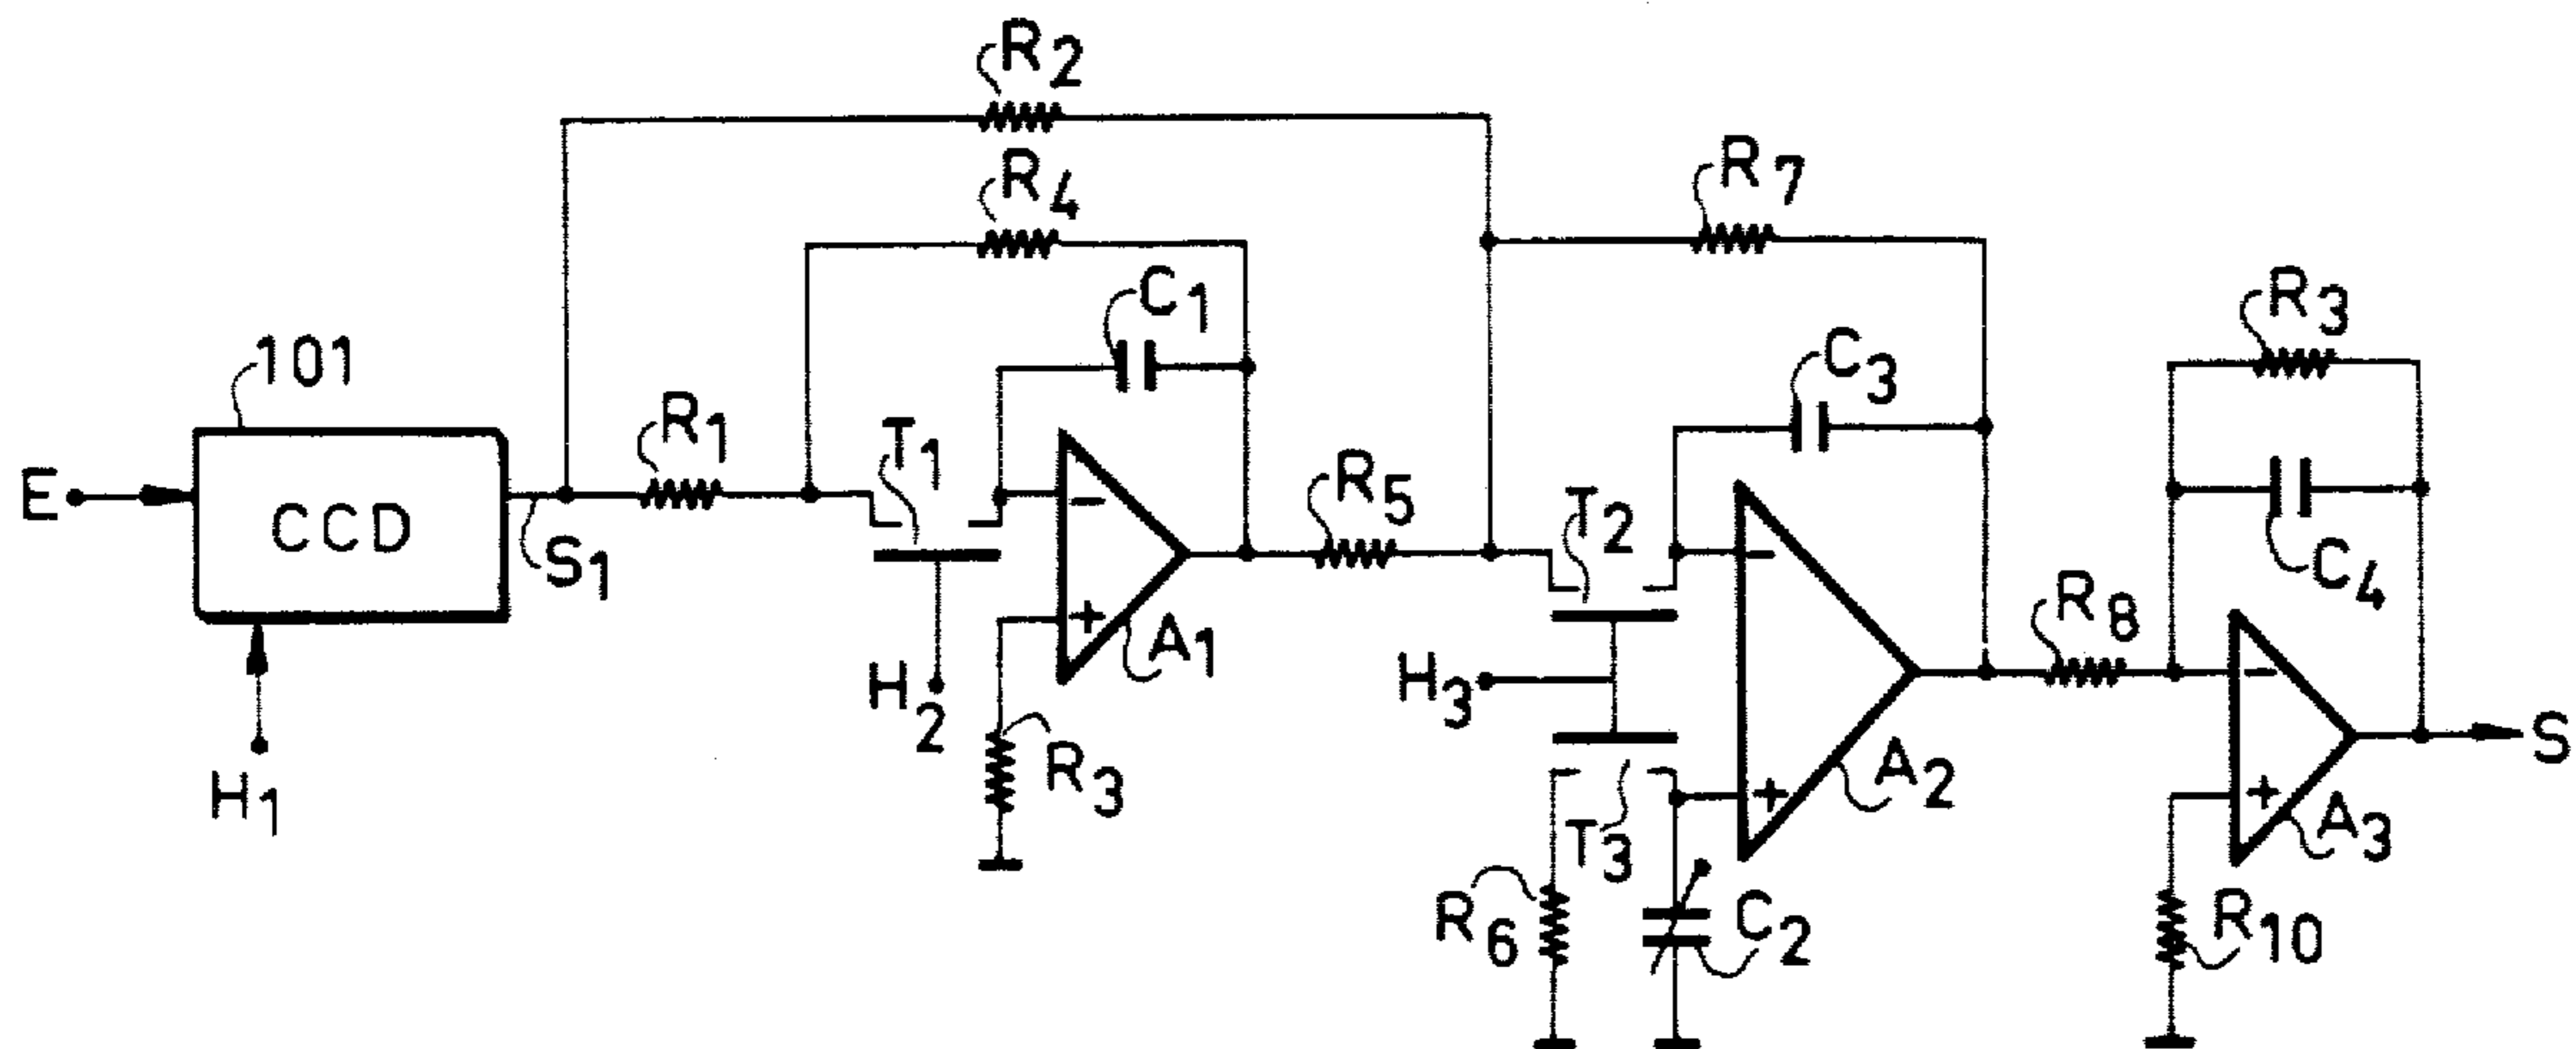 R2
R4
R7
C1
R3
101
C3
R1
T1
E
CCD
S1
R5
T2
C4
R8
H2
A1
H3
R3
A2
S
H1
T3
A3
R6
C2
R10
- + - + - +